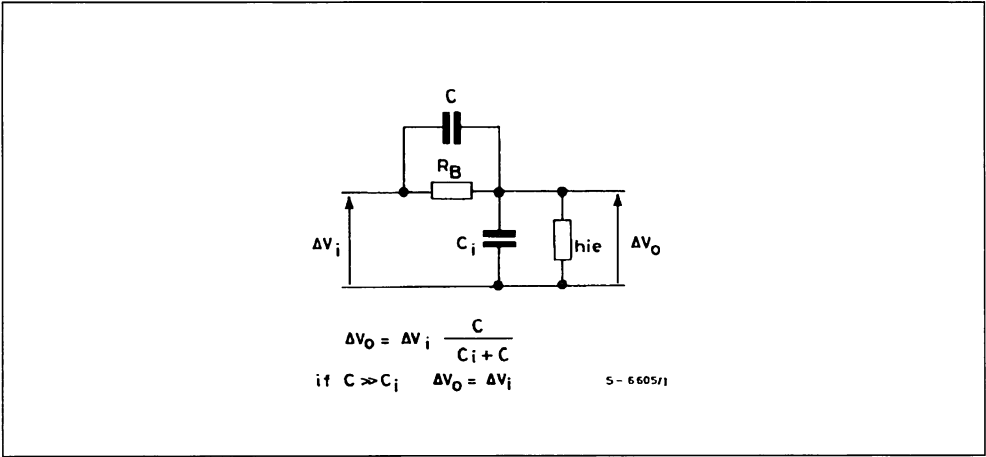 C
R_B
ΔV_i
C_i
hie
ΔV_o
ΔV_o = ΔV_i C / (C_i + C)
if C ≫ C_i ΔV_o = ΔV_i
S-6605/1